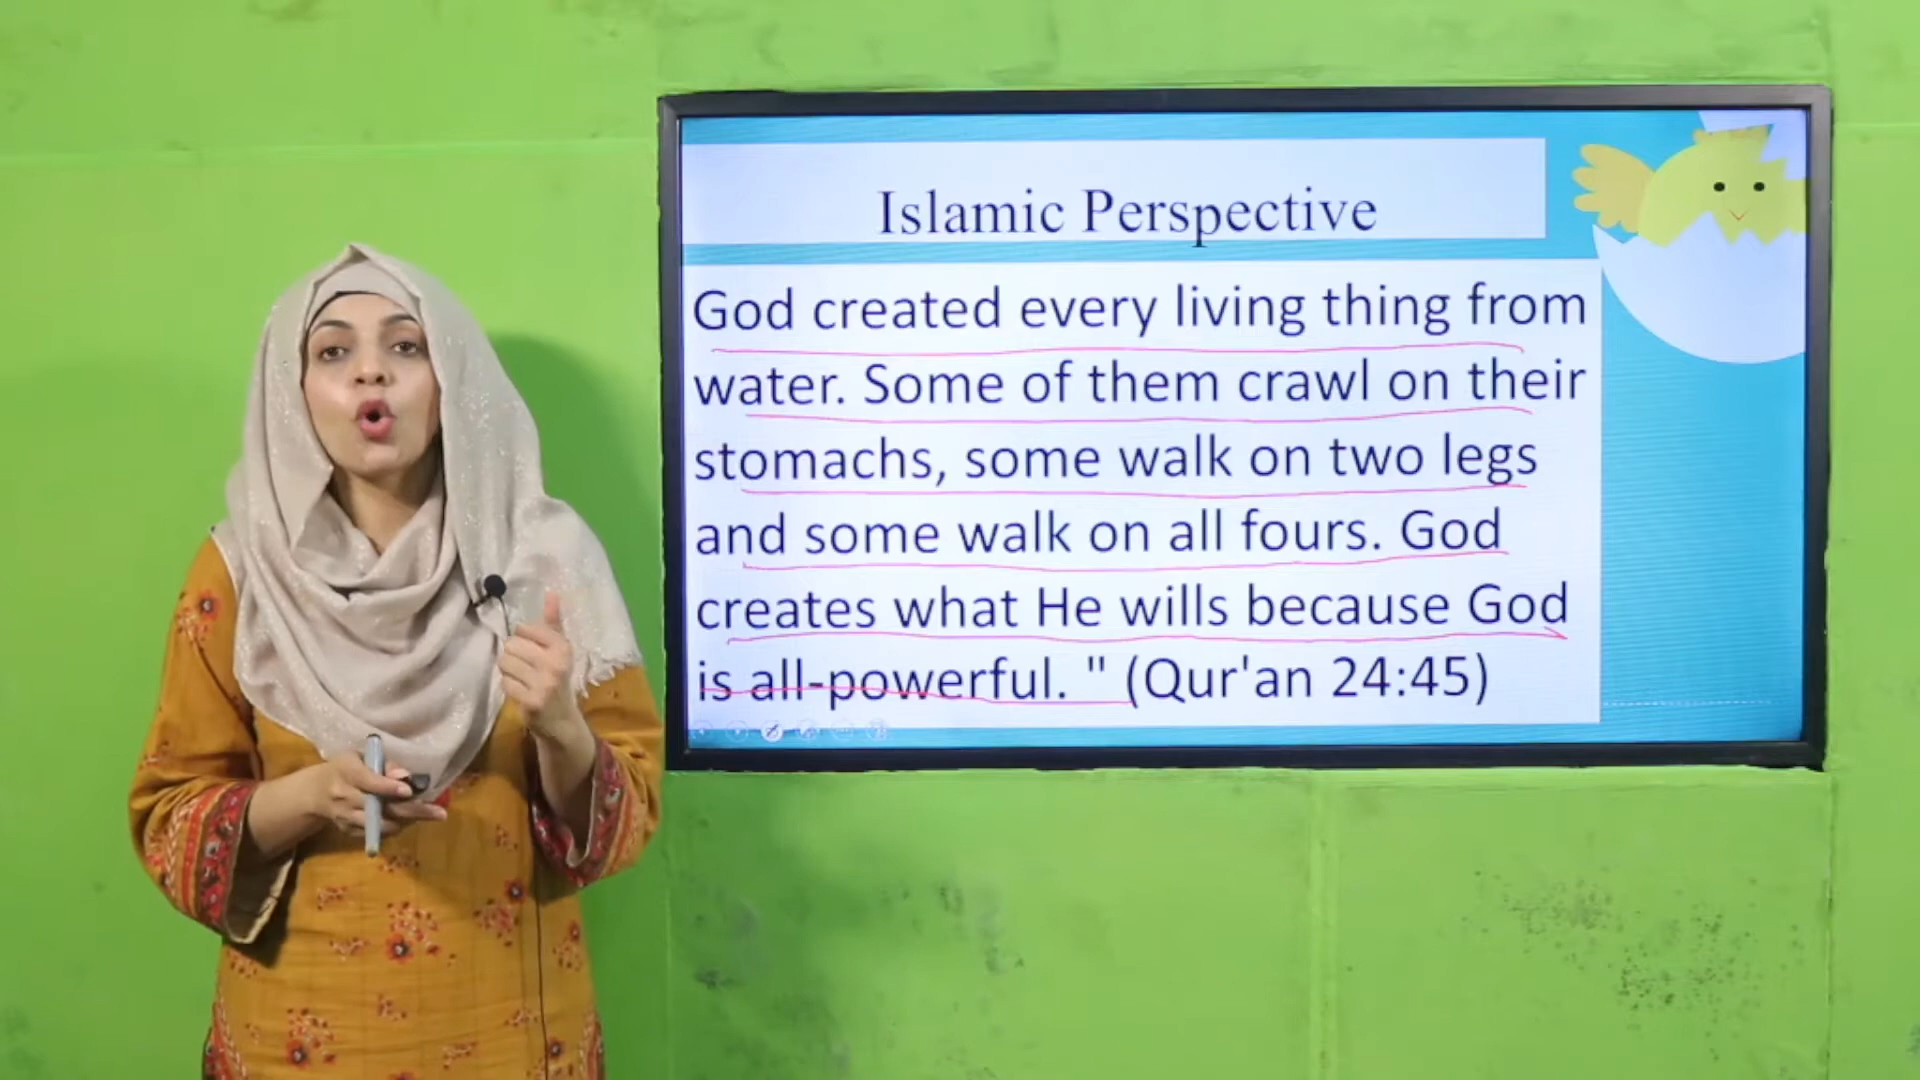 Islamic Perspective
God created every living thing from
water. Some of them crawl on their
stomachs, some walk on two legs
and some walk on all fours. God
creates what He wills because God
is all-powerful. " (Qur'an 24:45)